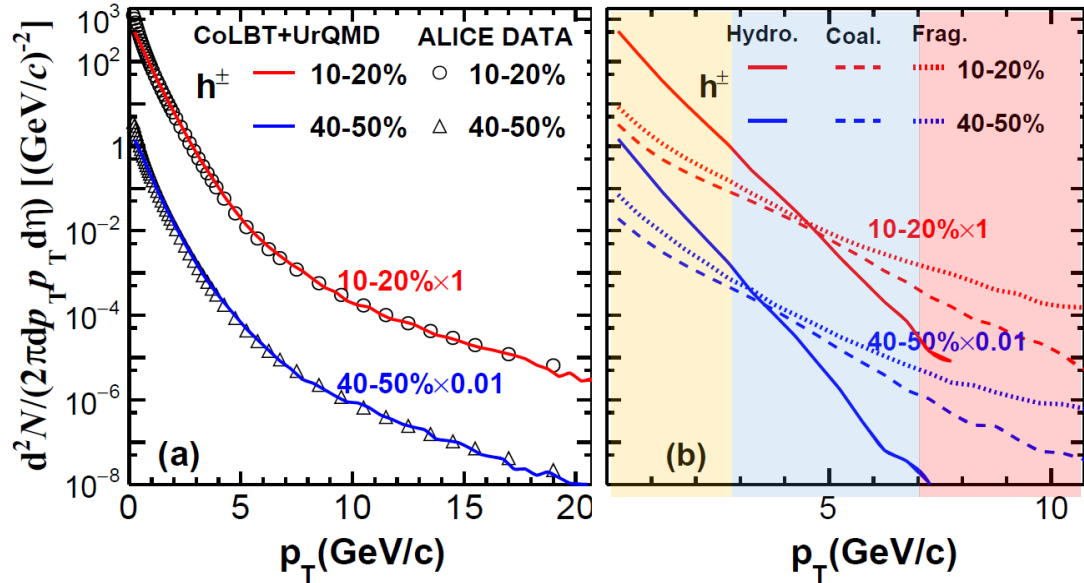 d²N/(2πdp_T p_T dη) [(GeV/c)⁻²]
10²
1
10⁻²
10⁻⁴
10⁻⁶
10⁻⁸
CoLBT+UrQMD ALICE DATA
h± 10-20% 10-20%
40-50% 40-50%
10-20%×1
40-50%×0.01
(a)
0 5 10 15 20
p_T(GeV/c)
Hydro. Coal. Frag.
h± 10-20%
40-50%
10-20%×1
40-50%×0.01
(b)
5 10
p_T(GeV/c)